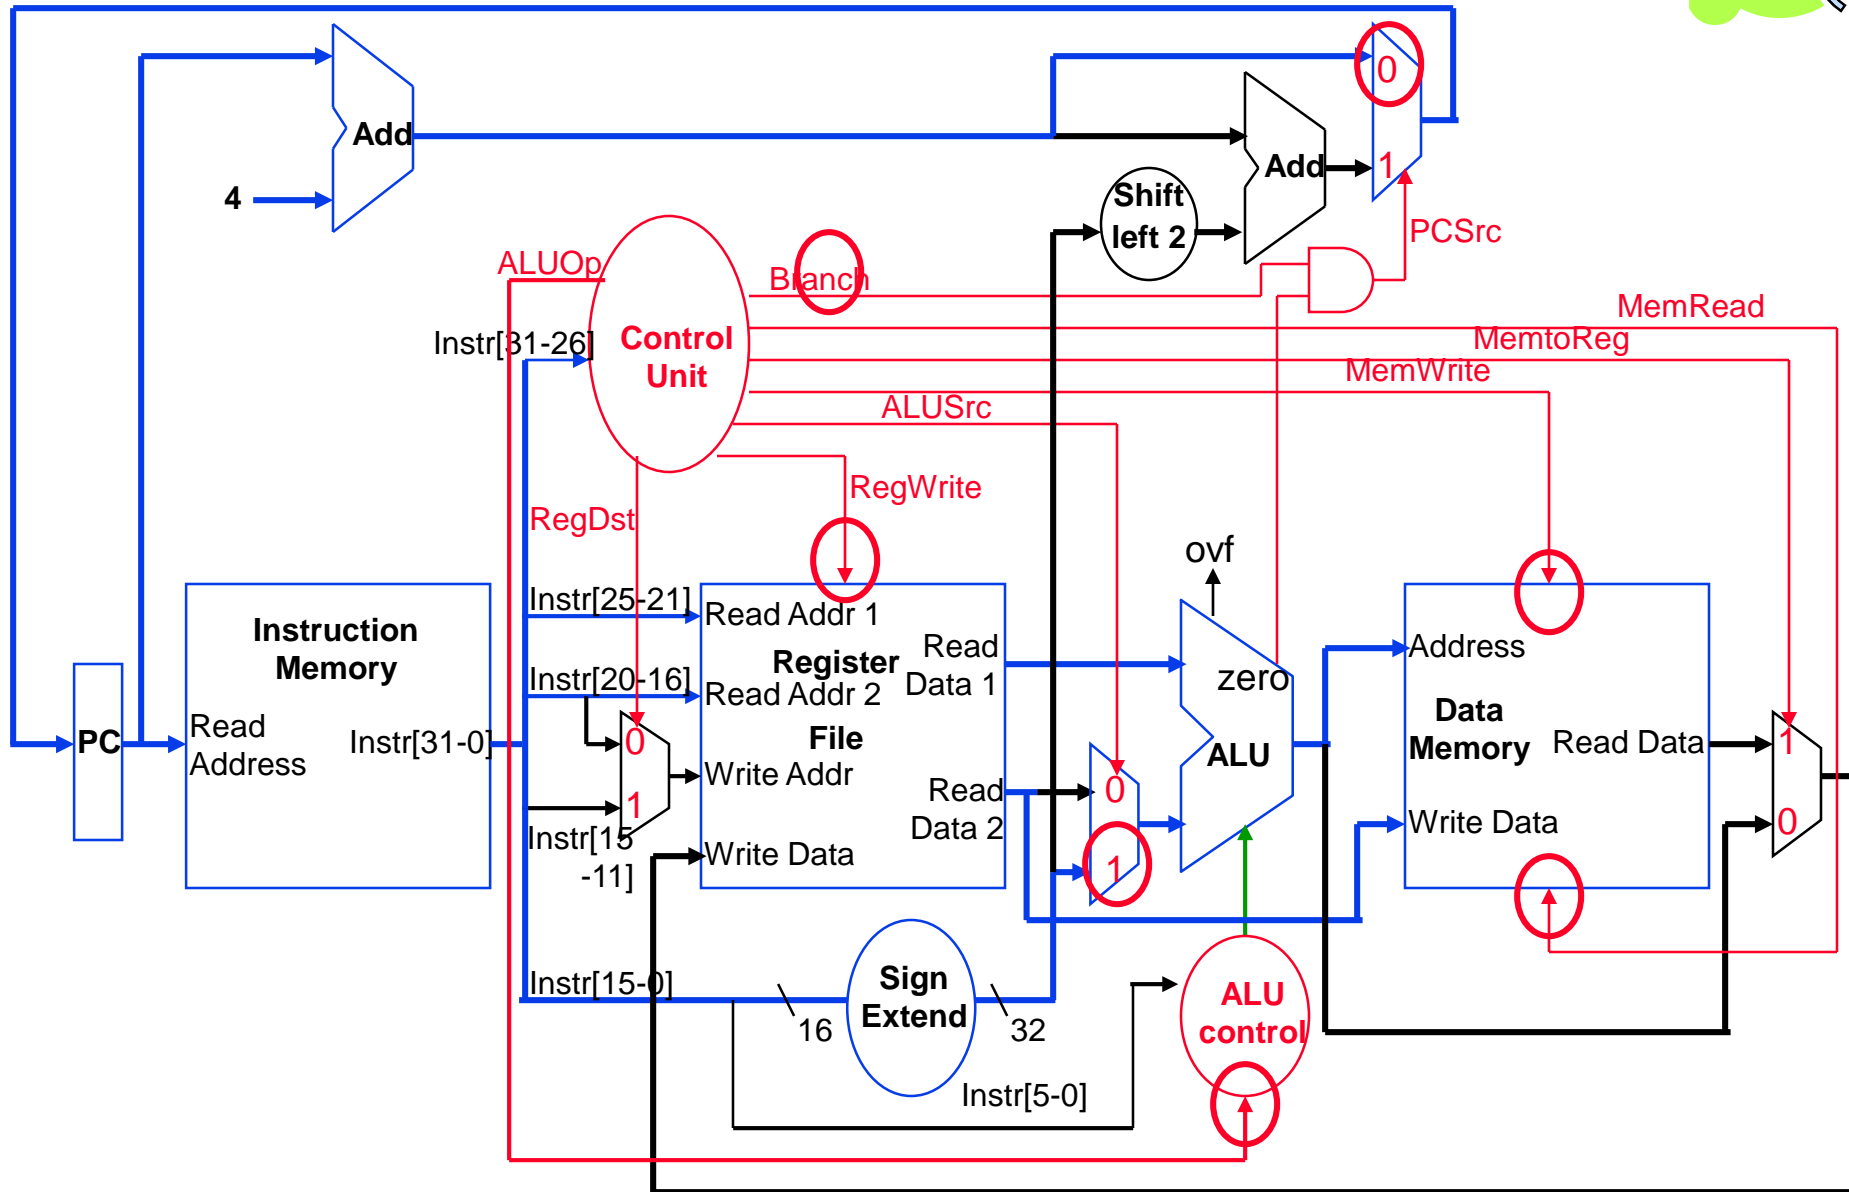 0
Add
Add
1
4
Shift
left 2
PCSrc
ALUOp
Branch
MemRead
Instr[31-26]
Control
Unit
MemtoReg
MemWrite
ALUSrc
RegWrite
RegDst
ovf
Instr[25-21]
Read Addr 1
Instruction
Memory
Register
Read
Data 1
zero
Address
Instr[20-16]
Read Addr 2
PC
Read
Address
Instr[31-0]
0
File
ALU
Data
Memory
Read Data
1
Write Addr
Read
Data 2
0
1
Instr[15
-11]
Write Data
1
Write Data
0
Instr[15-0]
16
Sign
Extend
32
ALU
control
Instr[5-0]